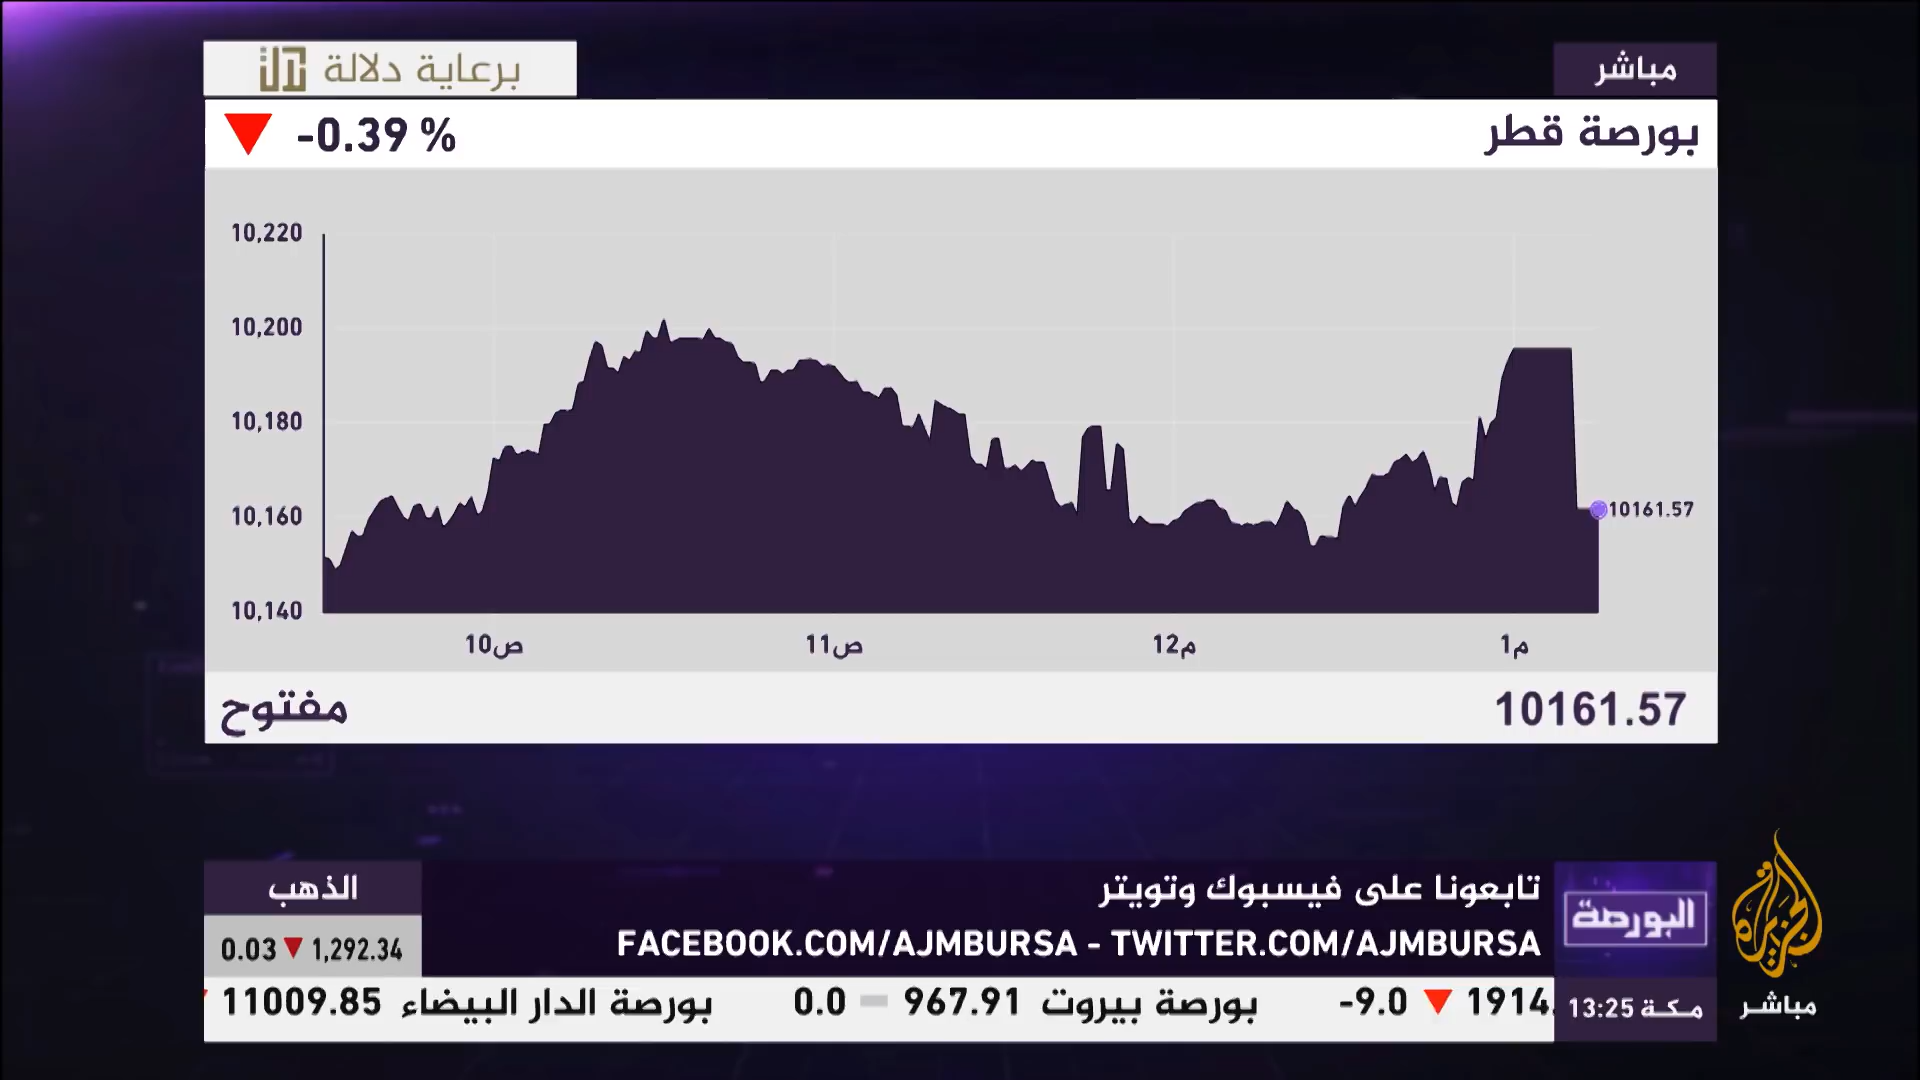 مباشر
برعاية دلالة
بورصة قطر
-0.39 %
10,220
10,200
10,180
10,160
10,140
10161.57
10ص
11ص
12م
1م
10161.57
مفتوح
الذهب
0.03 1,292.34
البورصة
تابعونا على فيسبوك وتويتر
FACEBOOK.COM/AJMBURSA - TWITTER.COM/AJMBURSA
1914. -9.0 بورصة بيروت 967.91 0.0 بورصة الدار البيضاء 11009.85
مكة 13:25
الجزيرة
مباشر